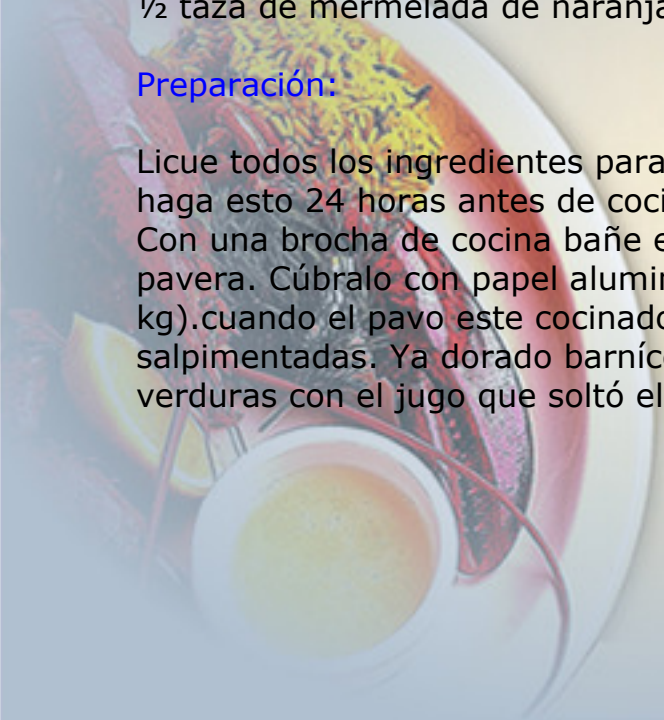 ½ taza de mermelada de naranja
Preparación:
Licue todos los ingredientes para
haga esto 24 horas antes de coci
Con una brocha de cocina bañe e
pavera. Cúbralo con papel alumin
kg).cuando el pavo este cocinado
salpimentadas. Ya dorado barníc
verduras con el jugo que soltó el